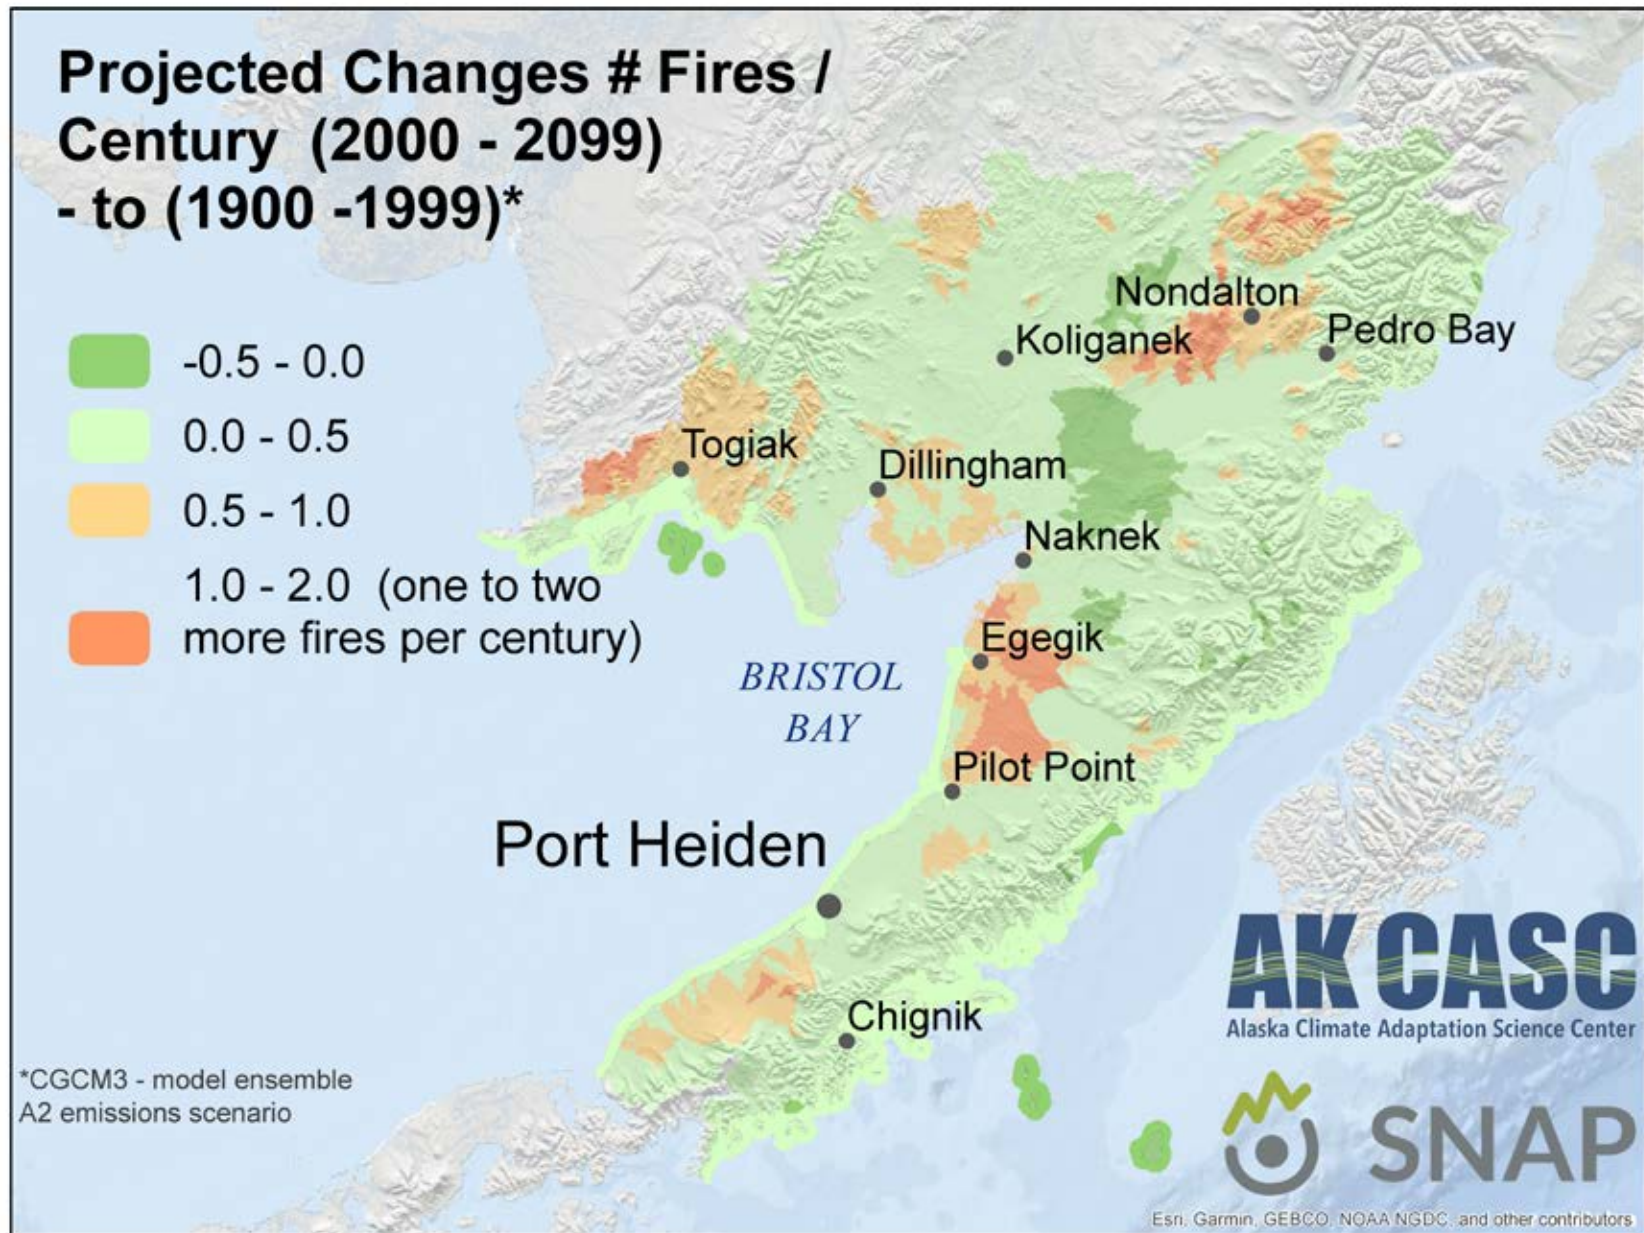 Projected Changes # Fires /
Century (2000 - 2099)
- to (1900 -1999)*
-0.5 - 0.0
0.0 - 0.5
0.5 - 1.0
1.0 - 2.0 (one to two
more fires per century)
Nondalton
Koliganek
Pedro Bay
Togiak
Dillingham
Naknek
Egegik
BRISTOL
BAY
Pilot Point
Port Heiden
Chignik
AK CASC
Alaska Climate Adaptation Science Center
*CGCM3 - model ensemble
A2 emissions scenario
SNAP
Esri, Garmin, GEBCO, NOAA NGDC, and other contributors